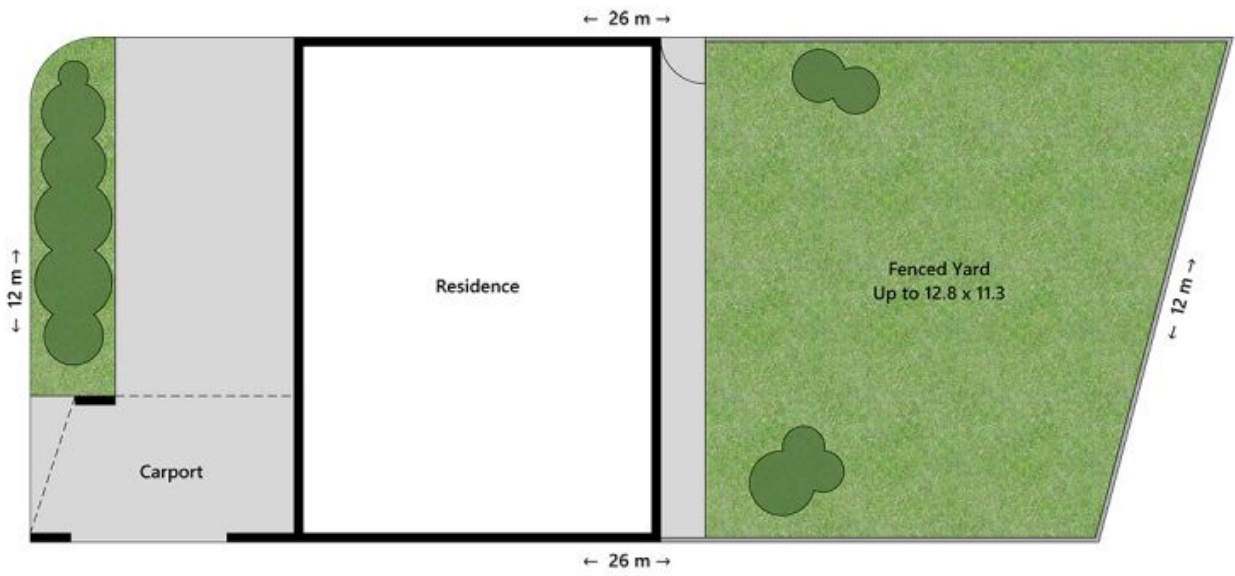 ← 26 m →
← 12 m →
Residence
Fenced Yard
Up to 12.8 x 11.3
← 12 m →
Carport
← 26 m →